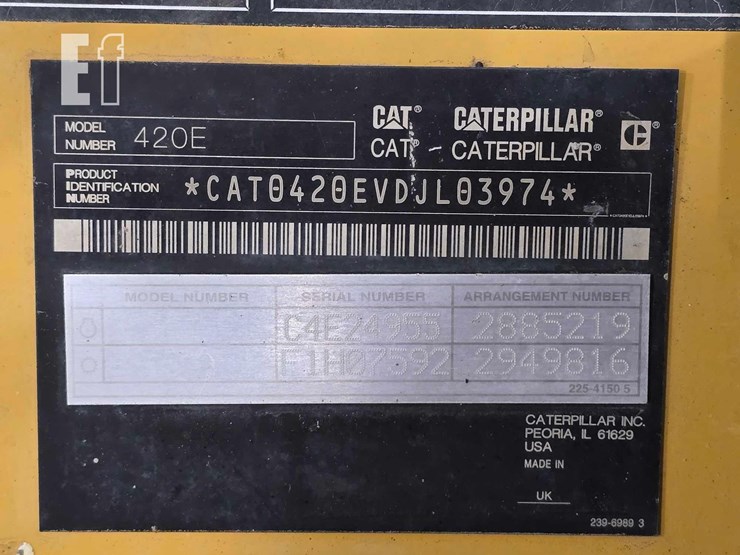 Ef
CAT® CATERPILLAR®
MODEL
NUMBER 420E
CAT® - CATERPILLAR®
PRODUCT
IDENTIFICATION
NUMBER
*CAT0420EVDJL03974*
MODEL NUMBER SERIAL NUMBER ARRANGEMENT NUMBER
C4E24955 2885219
F1H07592 2949816
225-4150 5
CATERPILLAR INC.
PEORIA, IL 61629
USA
MADE IN
UK
239-6989 3